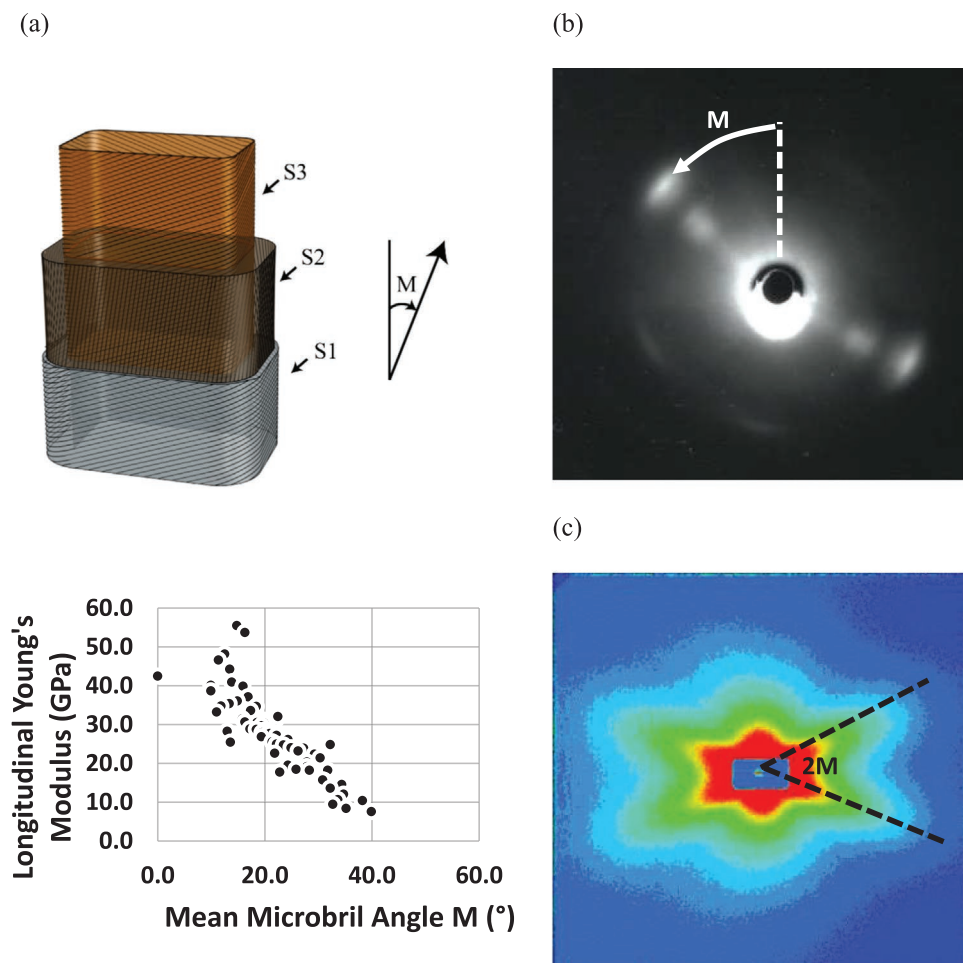 (a)
(b)
S3
S2
S1
M
M
(c)
2M
Longitudinal Young's
Modulus (GPa)
60.0
50.0
40.0
30.0
20.0
10.0
0.0
0.0 20.0 40.0 60.0
Mean Microbril Angle M (°)